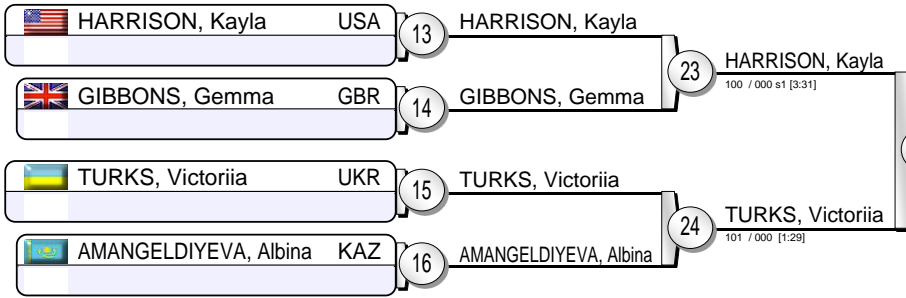 HARRISON, Kayla USA
13
HARRISON, Kayla
GIBBONS, Gemma GBR
14
GIBBONS, Gemma
23
HARRISON, Kayla
100 / 000 s1 [3:31]
TURKS, Victoriia UKR
15
TURKS, Victoriia
AMANGELDIYEVA, Albina KAZ
16
AMANGELDIYEVA, Albina
24
TURKS, Victoriia
101 / 000 [1:29]